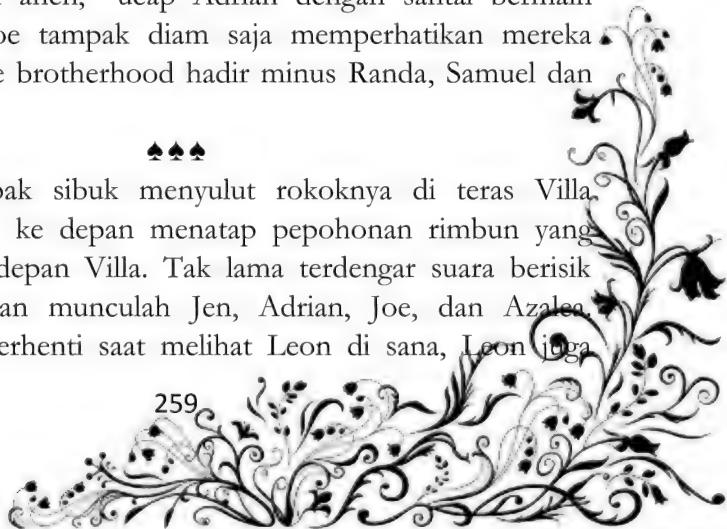 aneh," ucap Adrian dengan santai bermain
oe tampak diam saja memperhatikan mereka
e brotherhood hadir minus Randa, Samuel dan
♠♠♠
pak sibuk menyulut rokoknya di teras Villa
ke depan menatap pepohonan rimbun yang
depan Villa. Tak lama terdengar suara berisik
an munculah Jen, Adrian, Joe, dan Azalea.
erhenti saat melihat Leon di sana, Leon juga
259